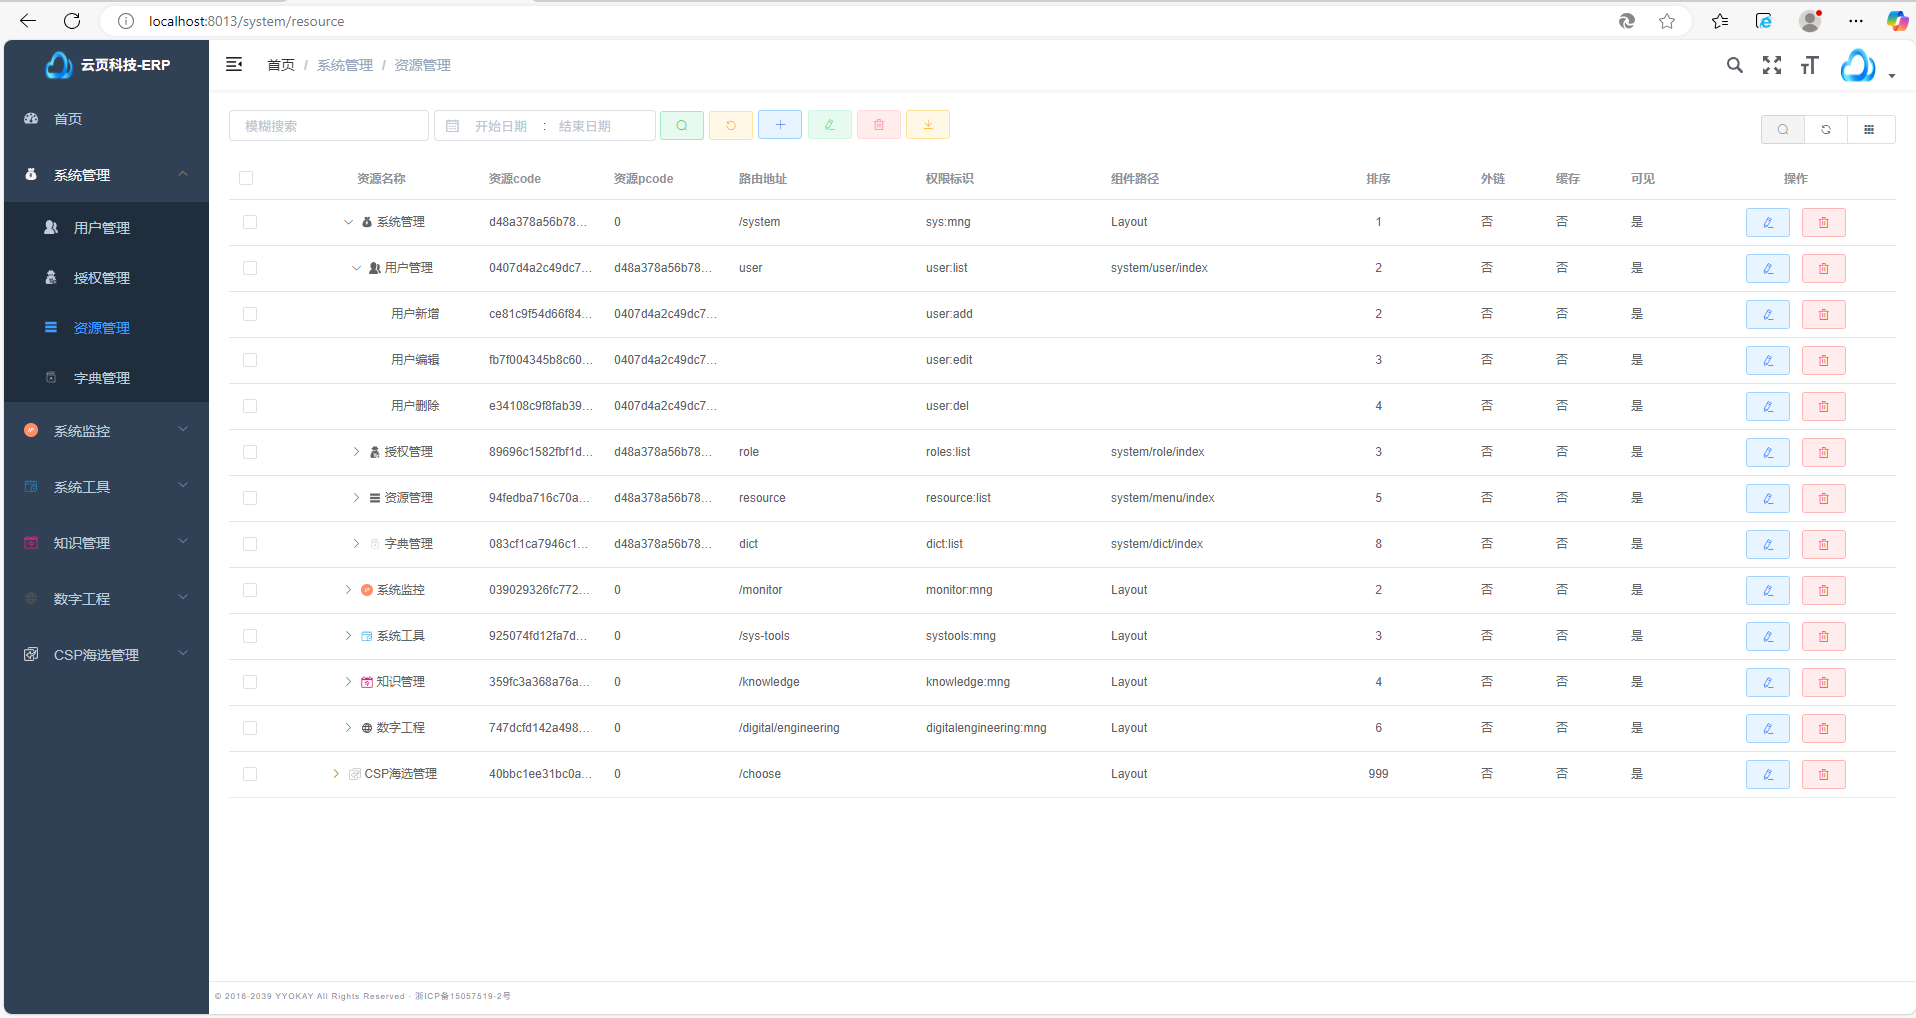 localhost:8013/system/resource
云页科技-ERP
首页
系统管理
用户管理
授权管理
资源管理
字典管理
系统监控
系统工具
知识管理
数字工程
CSP海选管理
首页 / 系统管理 / 资源管理
模糊搜索 开始日期 : 结束日期
资源名称 资源code 资源pcode 路由地址 权限标识 组件路径 排序 外链 缓存 可见 操作
系统管理 d48a378a56b78... 0 /system sys:mng Layout 1 否 否 是
用户管理 0407d4a2c49dc7... d48a378a56b78... user user:list system/user/index 2 否 否 是
用户新增 ce81c9f54d66f84... 0407d4a2c49dc7... user:add 2 否 否 是
用户编辑 fb7f004345b8c60... 0407d4a2c49dc7... user:edit 3 否 否 是
用户删除 e34108c9f8fab39... 0407d4a2c49dc7... user:del 4 否 否 是
授权管理 89696c1582fbf1d... d48a378a56b78... role roles:list system/role/index 3 否 否 是
资源管理 94fedba716c70a... d48a378a56b78... resource resource:list system/menu/index 5 否 否 是
字典管理 083cf1ca7946c1... d48a378a56b78... dict dict:list system/dict/index 8 否 否 是
系统监控 039029326fc772... 0 /monitor monitor:mng Layout 2 否 否 是
系统工具 925074fd12fa7d... 0 /sys-tools systools:mng Layout 3 否 否 是
知识管理 359fc3a368a76a... 0 /knowledge knowledge:mng Layout 4 否 否 是
数字工程 747dcfd142a498... 0 /digital/engineering digitalengineering:mng Layout 6 否 否 是
CSP海选管理 40bbc1ee31bc0a... 0 /choose Layout 999 否 否 是
© 2016-2039 YYOKAY All Rights Reserved - 浙ICP备15057519-2号